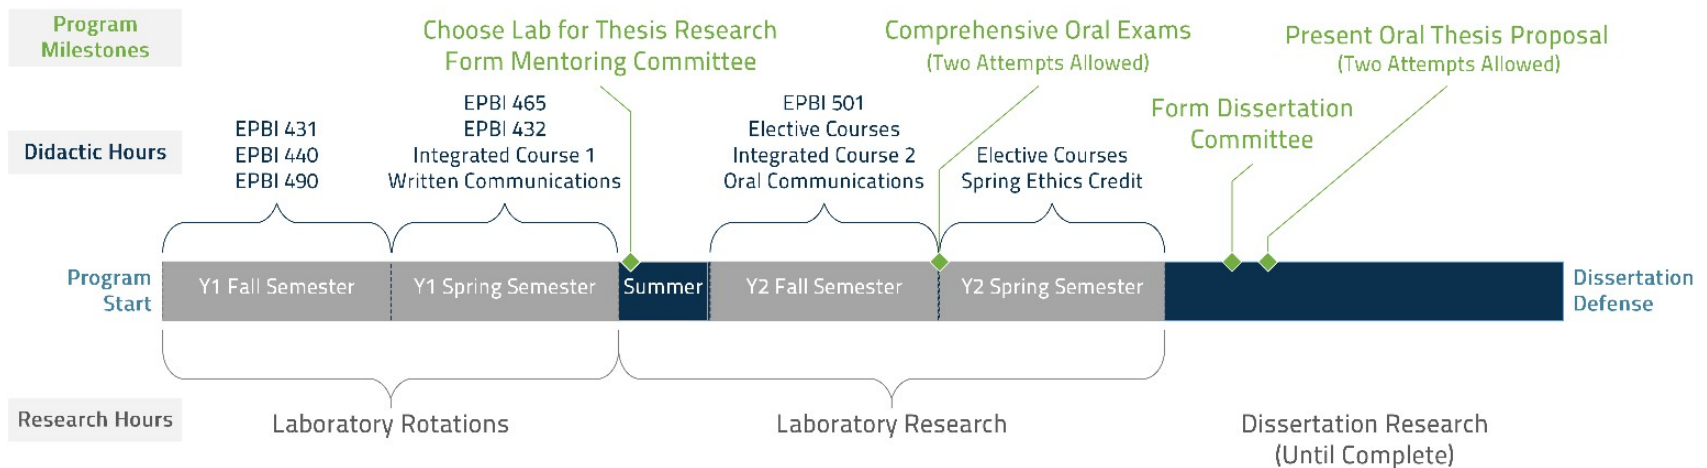 Program
Milestones
Choose Lab for Thesis Research
Form Mentoring Committee
Comprehensive Oral Exams
(Two Attempts Allowed)
Present Oral Thesis Proposal
(Two Attempts Allowed)
Form Dissertation
Committee
Didactic Hours
EPBI 431
EPBI 440
EPBI 490
EPBI 465
EPBI 432
Integrated Course 1
Written Communications
EPBI 501
Elective Courses
Integrated Course 2
Oral Communications
Elective Courses
Spring Ethics Credit
Program
Start
Y1 Fall Semester
Y1 Spring Semester
Summer
Y2 Fall Semester
Y2 Spring Semester
Dissertation
Defense
Research Hours
Laboratory Rotations
Laboratory Research
Dissertation Research
(Until Complete)